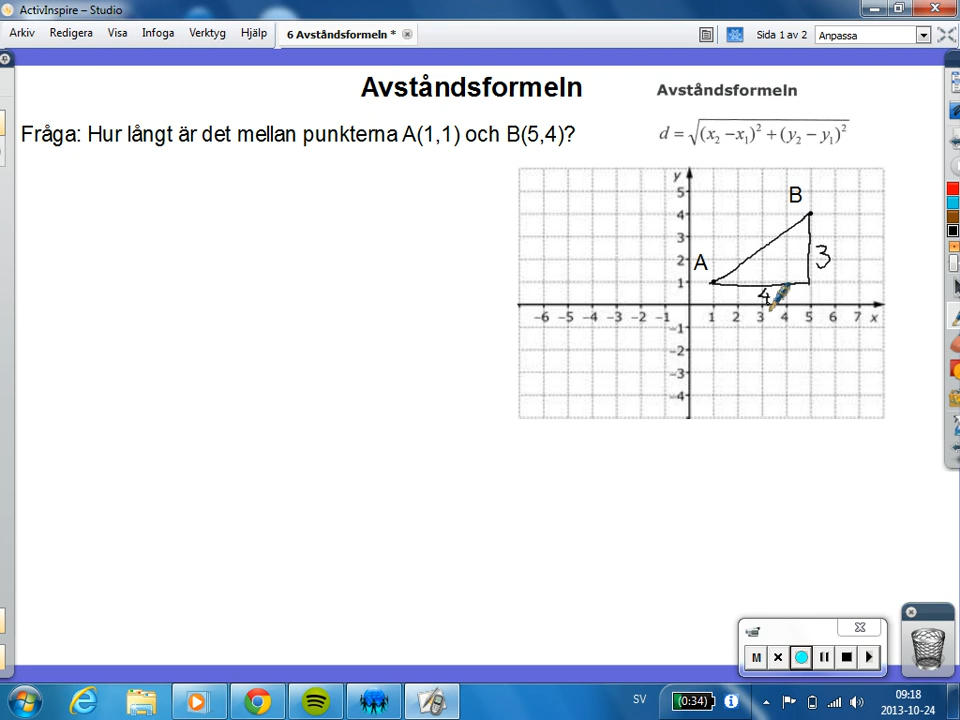 ActivInspire – Studio
Arkiv Redigera Visa Infoga Verktyg Hjälp 6 Avståndsformeln * Sida 1 av 2 Anpassa
Avståndsformeln
Avståndsformeln
Fråga: Hur långt är det mellan punkterna A(1,1) och B(5,4)?
d = √(x₂ – x₁)² + (y₂ – y₁)²
y
5
B
4
3
3
2
A
1
4
–6 –5 –4 –3 –2 –1 1 2 3 4 5 6 7 x
–1
–2
–3
–4
M
SV (0:34) 09:18
2013-10-24